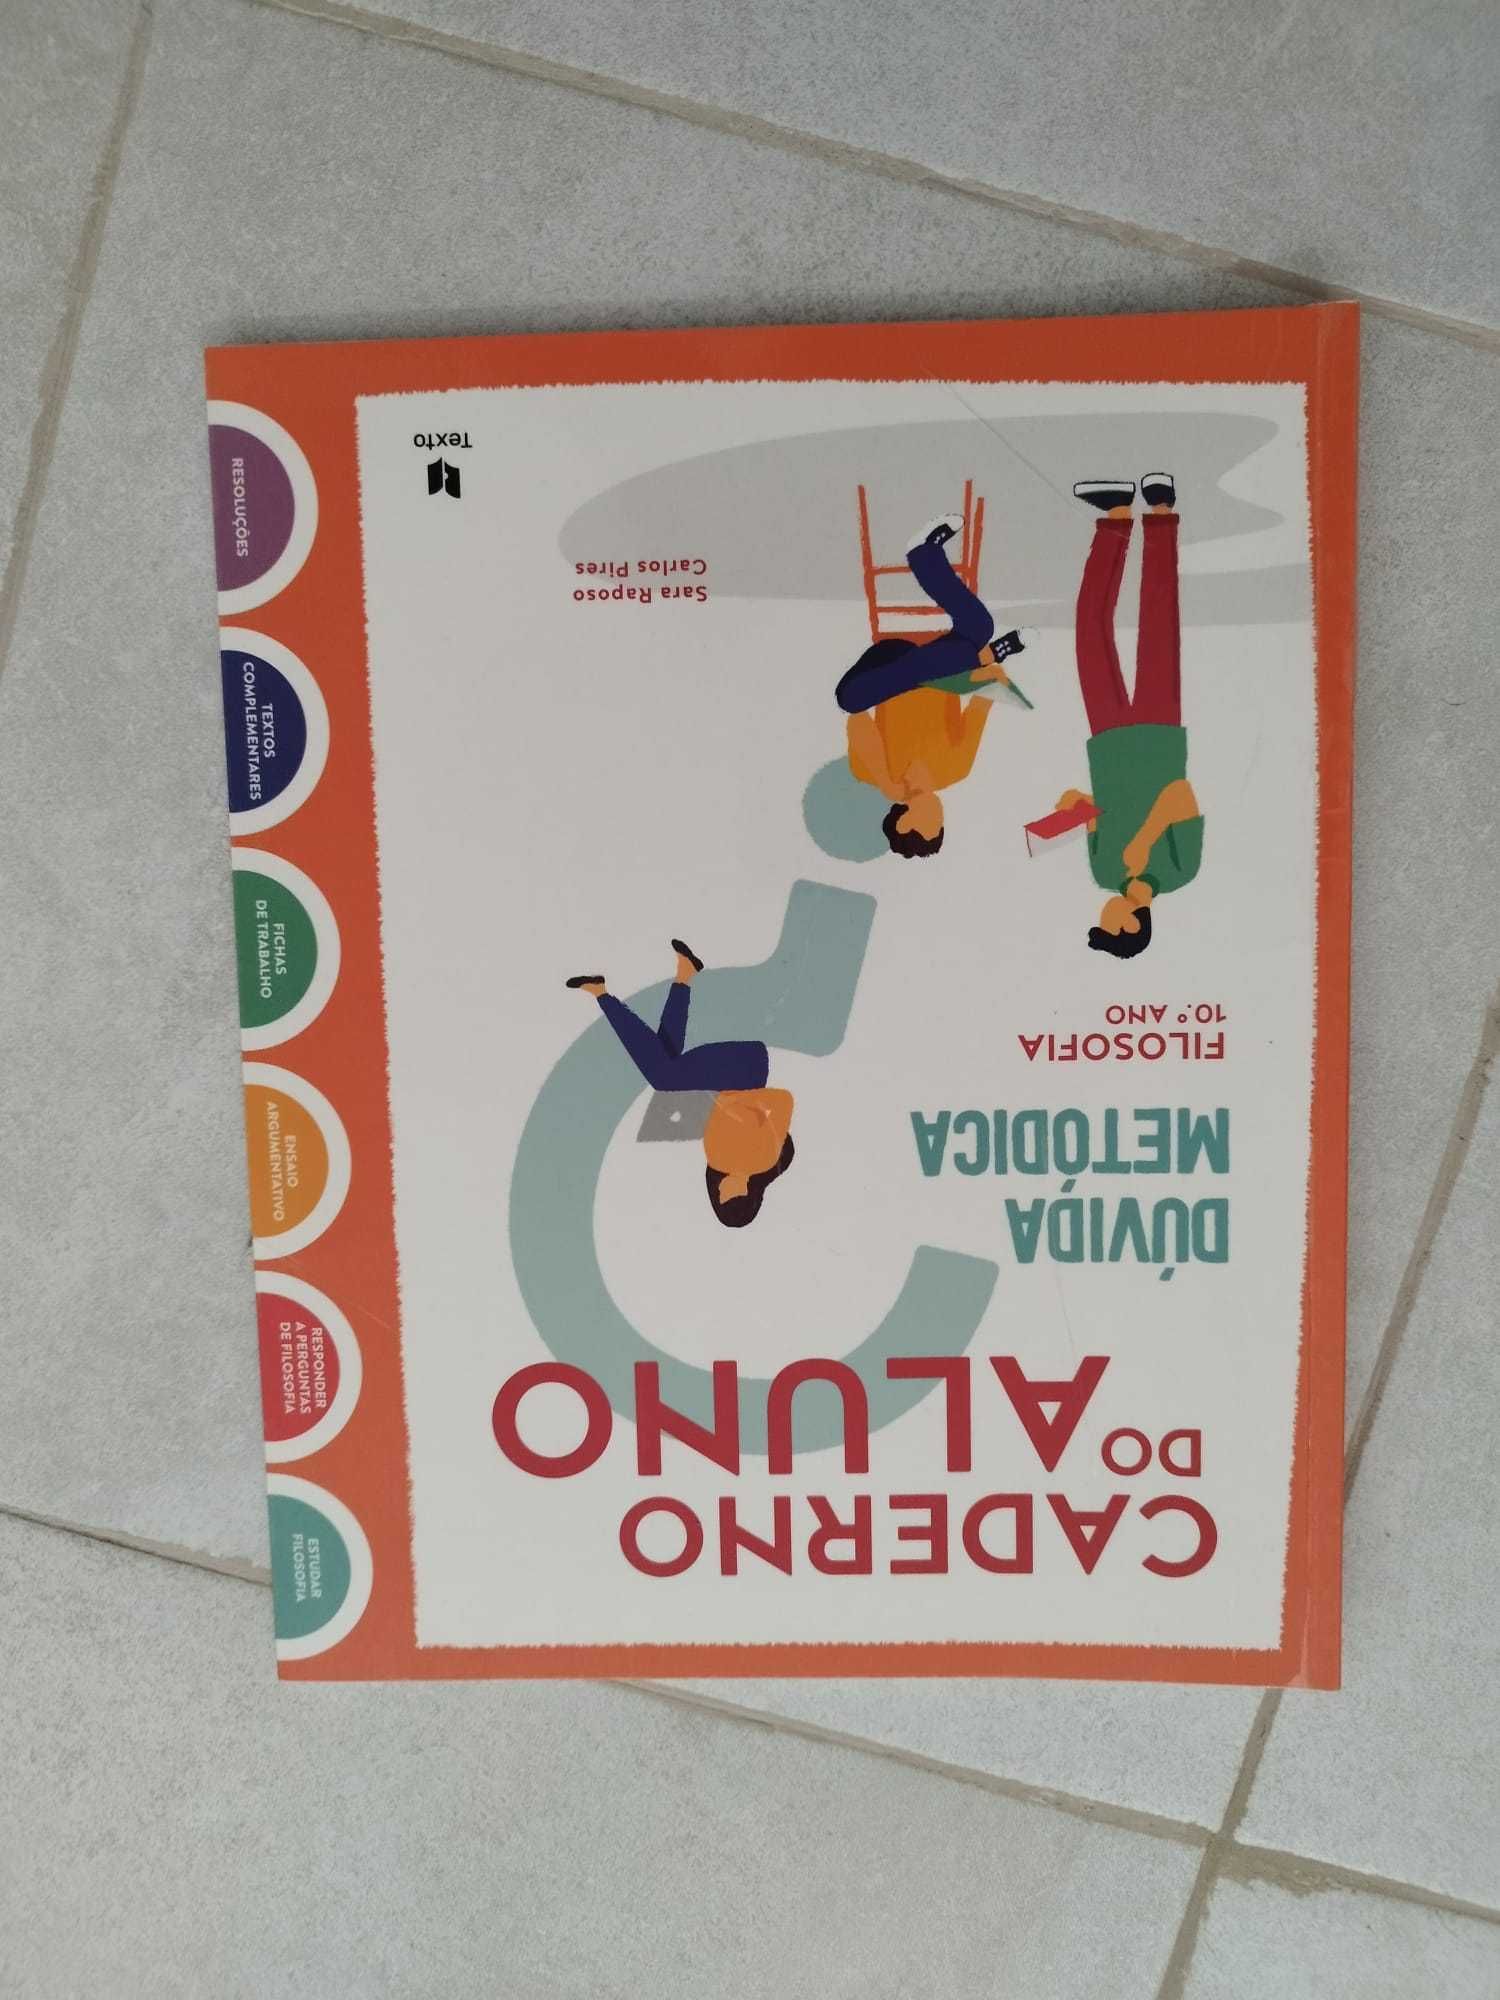 CADERNO
DO ALUNO
DÚVIDA
METÓDICA
FILOSOFIA
10.º ANO
Sara Raposo
Carlos Pires
Texto
ESTUDAR
FILOSOFIA
RESPONDER
A PERGUNTAS
DE FILOSOFIA
ENSAIO
ARGUMENTATIVO
FICHAS
DE TRABALHO
TEXTOS
COMPLEMENTARES
RESOLUÇÕES